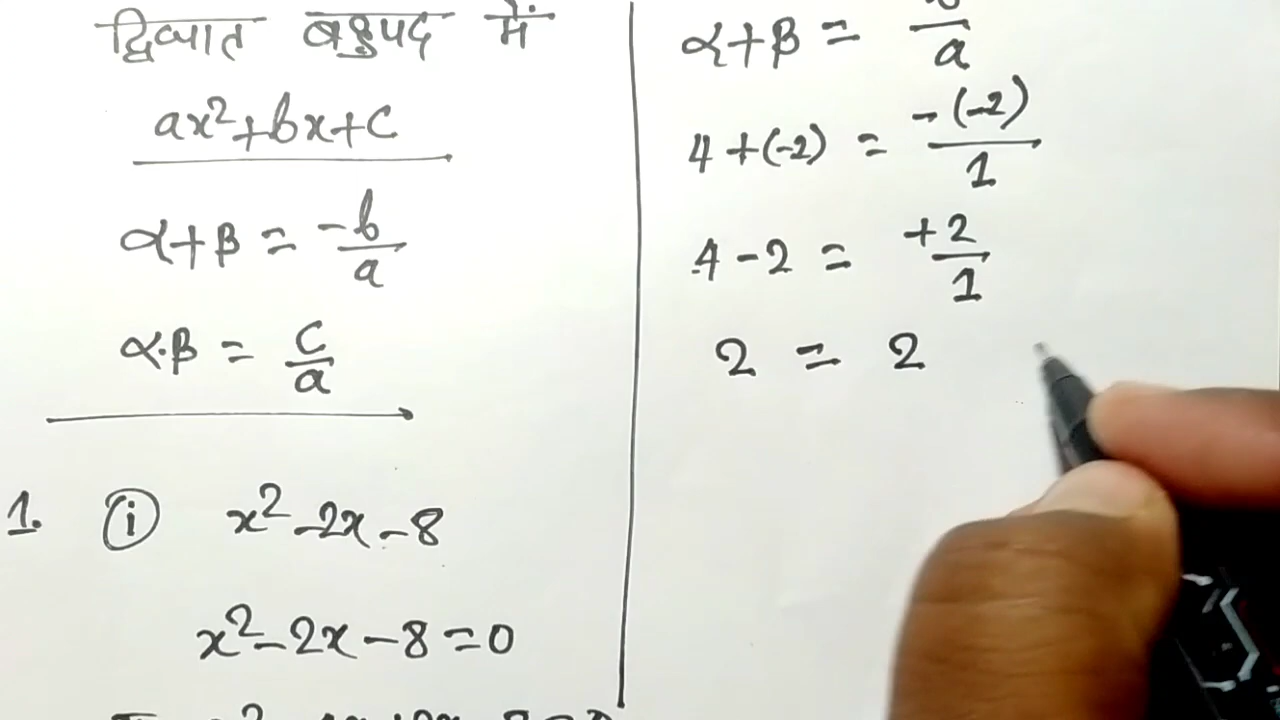 द्विघात बहुपद में
ax²+bx+c
α+β = -b/a
α.β = c/a
1. (i) x² -2x -8
x² -2x -8 =0
α+β = b/a
4 +(-2) = -(-2)/1
4 -2 = +2/1
2 = 2